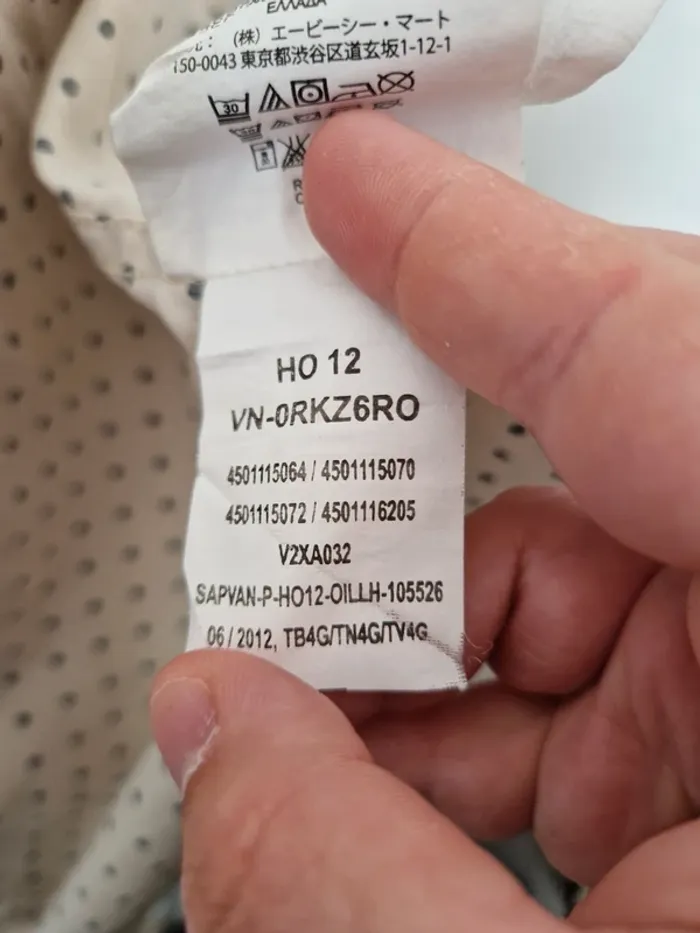 ΕΛΛΑΔΑ
: (株) エービーシー・マート
150-0043 東京都渋谷区道玄坂1-12-1
30
HO 12
VN-0RKZ6RO
4501115064 / 4501115070
4501115072 / 4501116205
V2XA032
SAPVAN-P-HO12-OILLH-105526
06 / 2012, TB4G/TN4G/TV4G